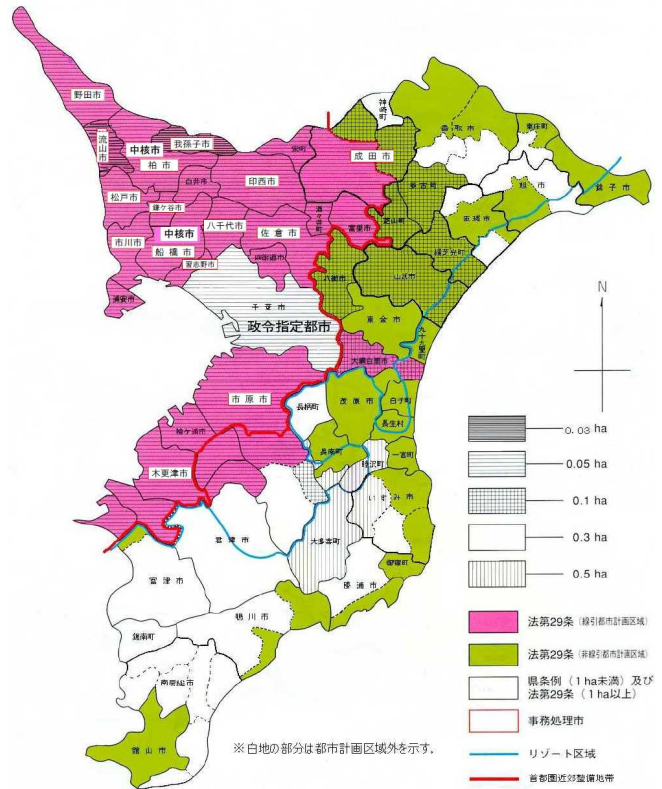 野田市
神崎町
香取市
東庄町
流山市
中核市
我孫子市
栄町
成田市
柏市
多古町
旭市
銚子市
松戸市
白井市
印西市
匝瑳市
鎌ケ谷市
酒々井町
芝山町
市川市
中核市
八千代市
佐倉市
富里市
横芝光町
船橋市
四街道市
習志野市
八街市
山武市
浦安市
千葉市
東金市
九十九里町
政令指定都市
大網白里市
N
市原市
長柄町
茂原市
白子町
長生村
袖ケ浦市
長南町
一宮町
0.03 ha
睦沢町
0.05 ha
木更津市
いすみ市
0.1 ha
君津市
大多喜町
0.3 ha
御宿町
富津市
勝浦市
0.5 ha
鴨川市
法第29条（線引都市計画区域）
鋸南町
法第29条（非線引都市計画区域）
南房総市
県条例（1ha未満）及び
法第29条（1ha以上）
事務処理市
館山市
※白地の部分は都市計画区域外を示す。
リゾート区域
首都圏近郊整備地帯